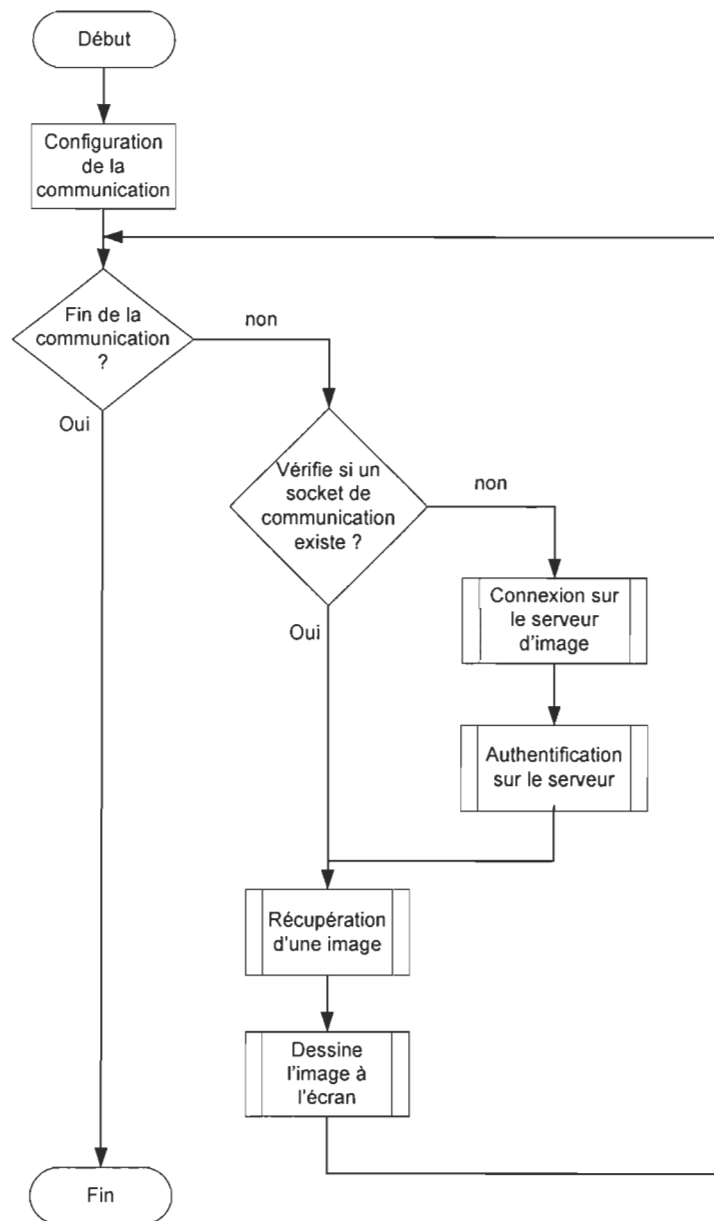 Début
Configuration
de la
communication
Fin de la
communication
?
non
Oui
Vérifie si un
socket de
communication
existe ?
non
Oui
Connexion sur
le serveur
d'image
Authentification
sur le serveur
Récupération
d'une image
Dessine
l'image à
l'écran
Fin